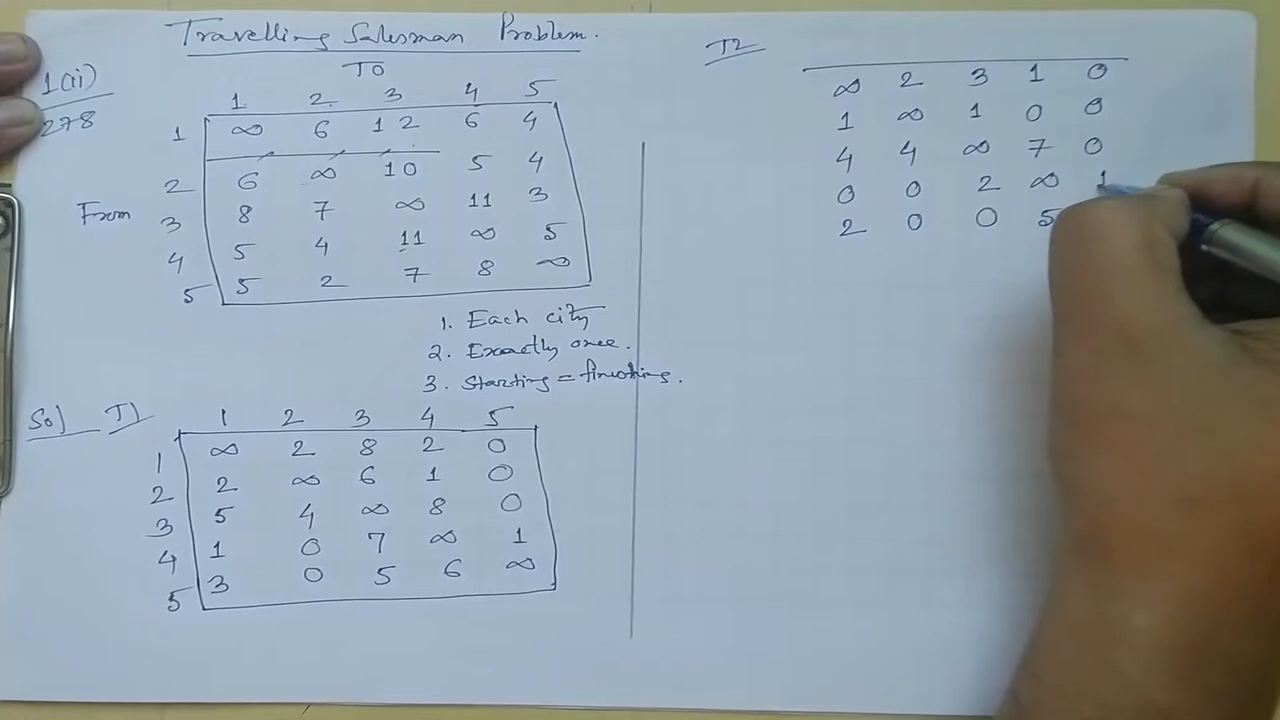 Travelling Salesman Problem.
1(ii)
278
TO
1 2 3 4 5
1 ∞ 6 12 6 4
2 6 ∞ 10 5 4
From 3 8 7 ∞ 11 3
4 5 4 11 ∞ 5
5 5 2 7 8 ∞
1. Each city
2. Exactly once.
3. Starting = finishing.
Sol T1
1 2 3 4 5
1 ∞ 2 8 2 0
2 2 ∞ 6 1 0
3 5 4 ∞ 8 0
4 1 0 7 ∞ 1
5 3 0 5 6 ∞
T2
∞ 2 3 1 0
1 ∞ 1 0 0
4 4 ∞ 7 0
0 0 2 ∞ 1
2 0 0 5